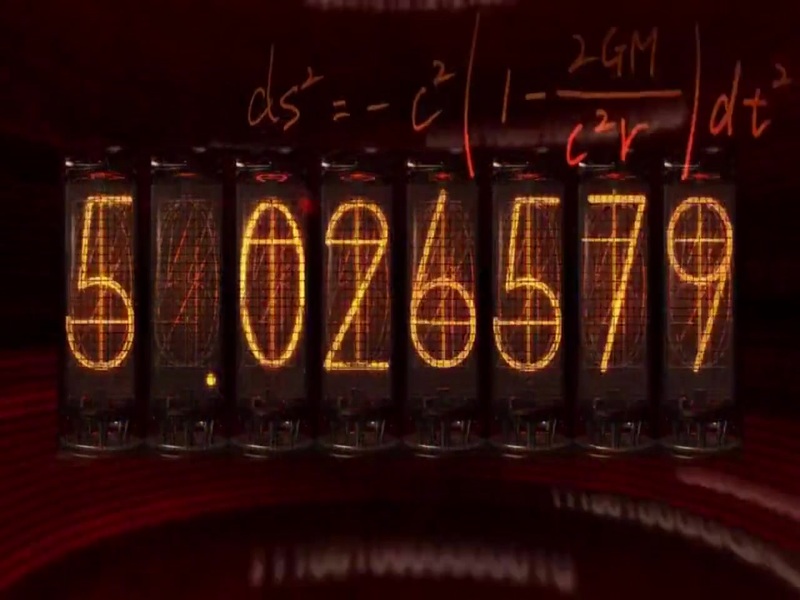 ds² = - c² (1 - 2GM/c²r) dt²
5.026579